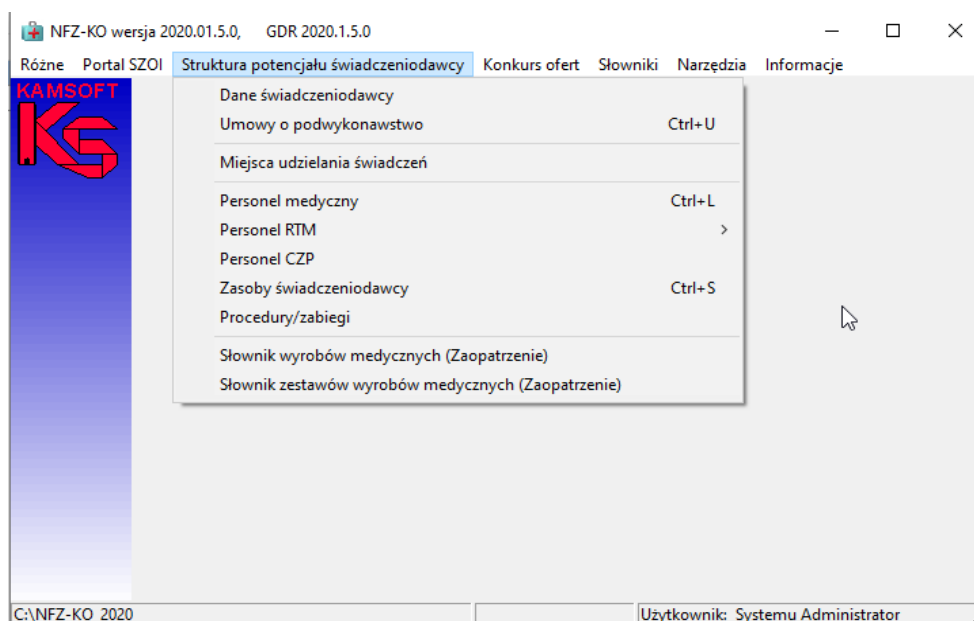 NFZ-KO wersja 2020.01.5.0, GDR 2020.1.5.0
Różne Portal SZOI Struktura potencjału świadczeniodawcy Konkurs ofert Słowniki Narzędzia Informacje
KAMSOFT
KS
Dane świadczeniodawcy
Umowy o podwykonawstwo Ctrl+U
Miejsca udzielania świadczeń
Personel medyczny Ctrl+L
Personel RTM >
Personel CZP
Zasoby świadczeniodawcy Ctrl+S
Procedury/zabiegi
Słownik wyrobów medycznych (Zaopatrzenie)
Słownik zestawów wyrobów medycznych (Zaopatrzenie)
C:\NFZ-KO_2020 Użytkownik: Systemu Administrator